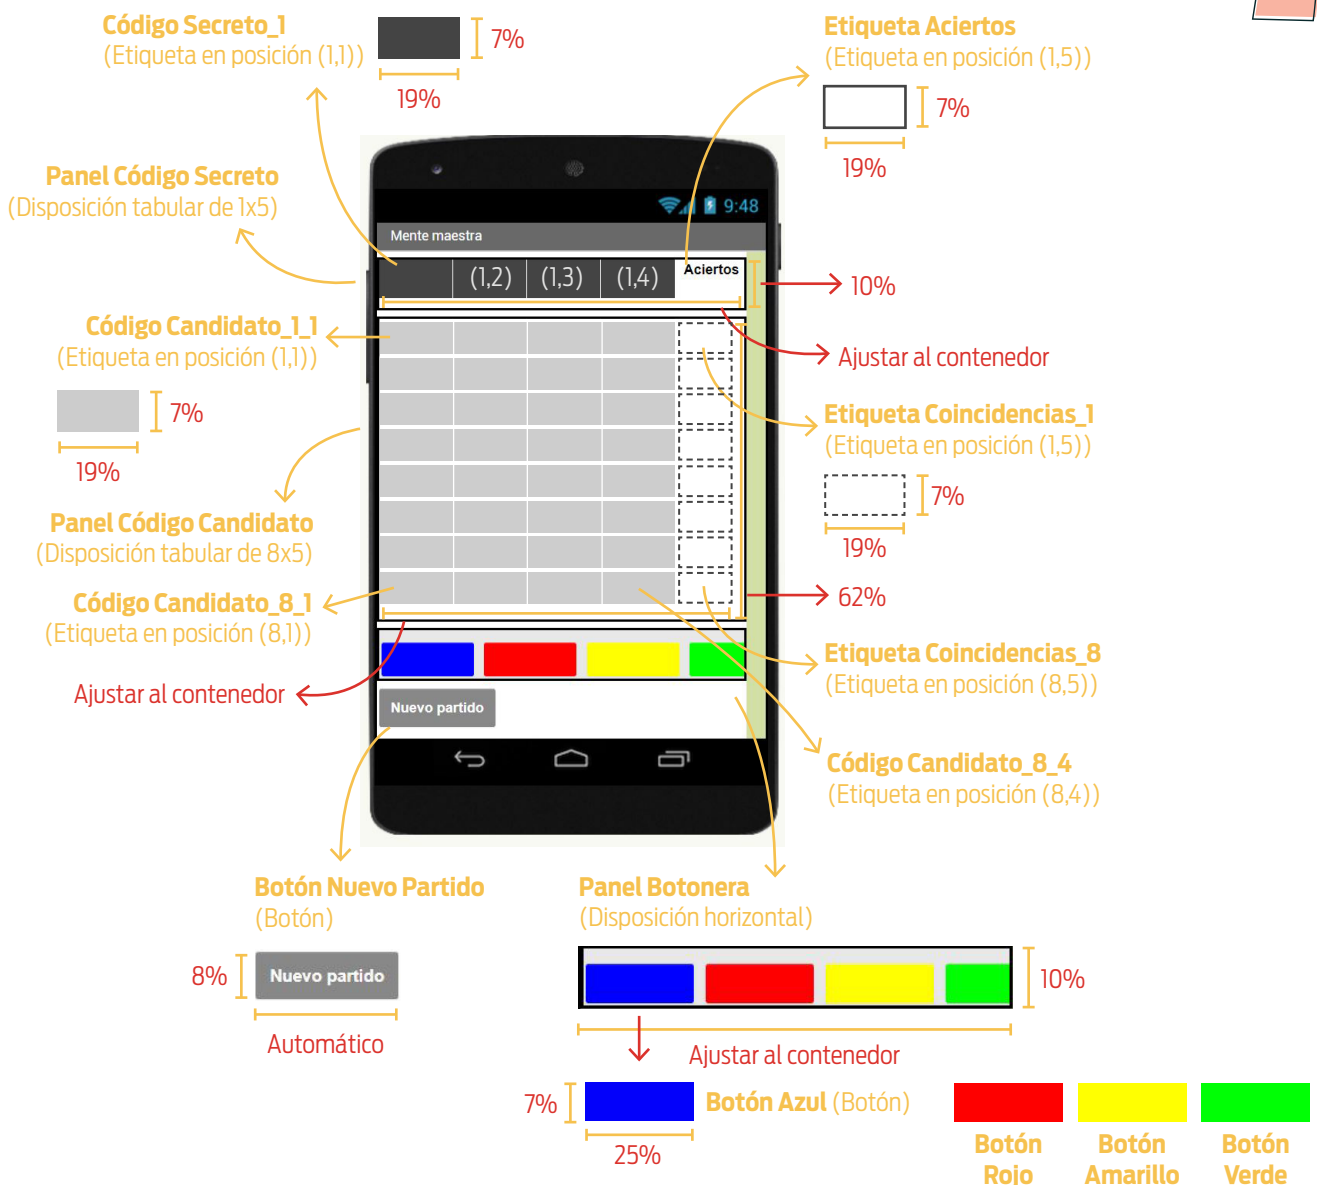 Código Secreto_1
(Etiqueta en posición (1,1))
7%
19%
Etiqueta Aciertos
(Etiqueta en posición (1,5))
7%
19%
Panel Código Secreto
(Disposición tabular de 1x5)
9:48
Mente maestra
(1,2)
(1,3)
(1,4)
Aciertos
10%
Ajustar al contenedor
Código Candidato_1_1
(Etiqueta en posición (1,1))
7%
19%
Etiqueta Coincidencias_1
(Etiqueta en posición (1,5))
7%
19%
Panel Código Candidato
(Disposición tabular de 8x5)
62%
Código Candidato_8_1
(Etiqueta en posición (8,1))
Etiqueta Coincidencias_8
(Etiqueta en posición (8,5))
Ajustar al contenedor
Nuevo partido
Código Candidato_8_4
(Etiqueta en posición (8,4))
Botón Nuevo Partido
(Botón)
8%
Nuevo partido
Automático
Panel Botonera
(Disposición horizontal)
10%
Ajustar al contenedor
7%
25%
Botón Azul (Botón)
Botón
Rojo
Botón
Amarillo
Botón
Verde